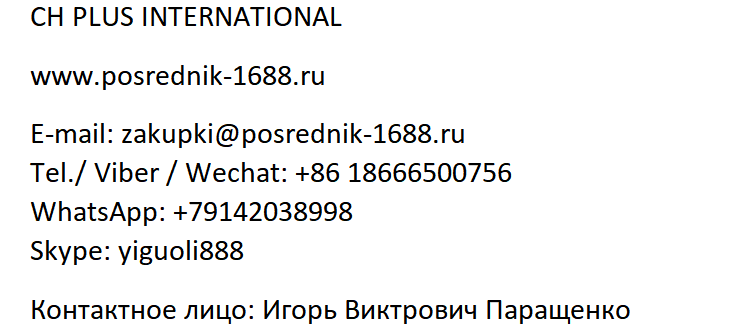 CH PLUS INTERNATIONAL
www.posrednik-1688.ru
E-mail: zakupki@posrednik-1688.ru
Tel./ Viber / Wechat: +86 18666500756
WhatsApp: +79142038998
Skype: yiguoli888
Контактное лицо: Игорь Виктрович Паращенко